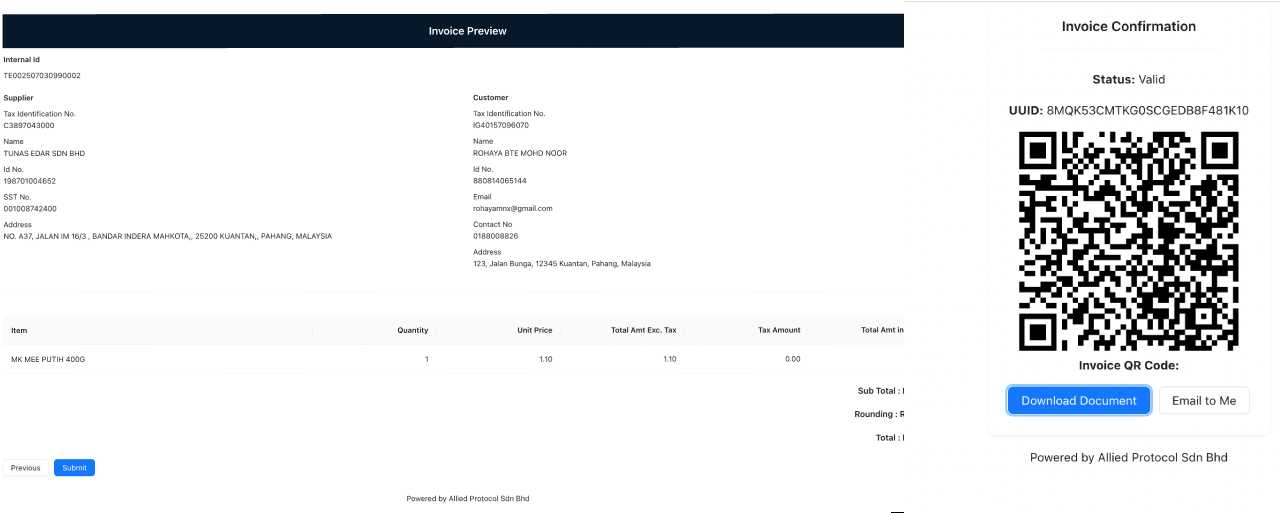 Invoice Preview
Internal Id
TE002507030990002
Supplier
Tax Identification No.
C3897043000
Name
TUNAS EDAR SDN BHD
Id No.
198701004652
SST No.
001008742400
Address
NO. A37, JALAN IM 16/3 , BANDAR INDERA MAHKOTA,, 25200 KUANTAN,, PAHANG, MALAYSIA
Customer
Tax Identification No.
IG40157096070
Name
ROHAYA BTE MOHD NOOR
Id No.
880814065144
Email
rohayamnx@gmail.com
Contact No
0188008826
Address
123, Jalan Bunga, 12345 Kuantan, Pahang, Malaysia
Item Quantity Unit Price Total Amt Exc. Tax Tax Amount Total Amt in
MK MEE PUTIH 400G 1 1.10 1.10 0.00
Sub Total :
Rounding : R
Total :
Previous Submit
Powered by Allied Protocol Sdn Bhd
Invoice Confirmation
Status: Valid
UUID: 8MQK53CMTKG0SCGEDB8F481K10
Invoice QR Code:
Download Document Email to Me
Powered by Allied Protocol Sdn Bhd